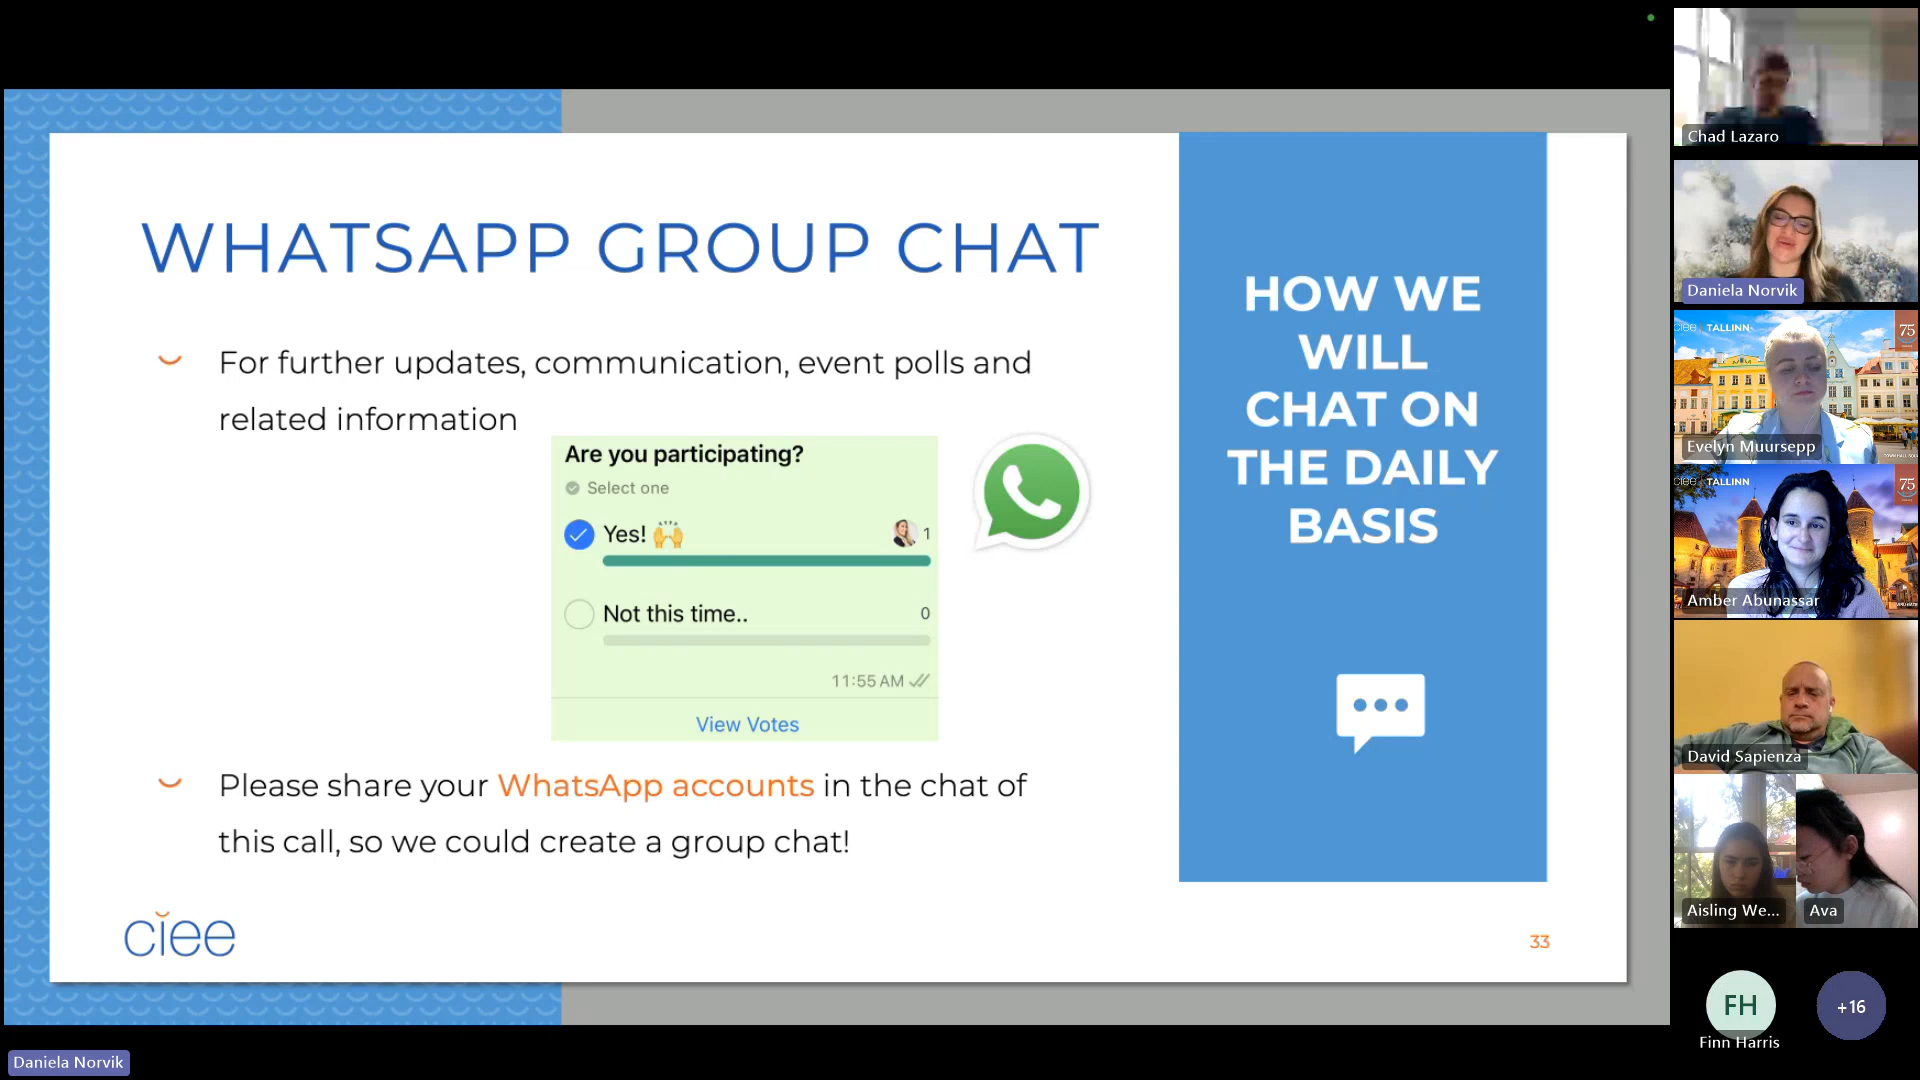 WHATSAPP GROUP CHAT
For further updates, communication, event polls and
related information
Are you participating?
Select one
Yes! 🙌
1
Not this time..
0
11:55 AM
View Votes
Please share your WhatsApp accounts in the chat of
this call, so we could create a group chat!
ciee
HOW WE
WILL
CHAT ON
THE DAILY
BASIS
33
Daniela Norvik
Chad Lazaro
Daniela Norvik
ciee TALLINN
75
Evelyn Muursepp
ciee TALLINN
75
Amber Abunassar
David Sapienza
Aisling We...
Ava
FH
Finn Harris
+16